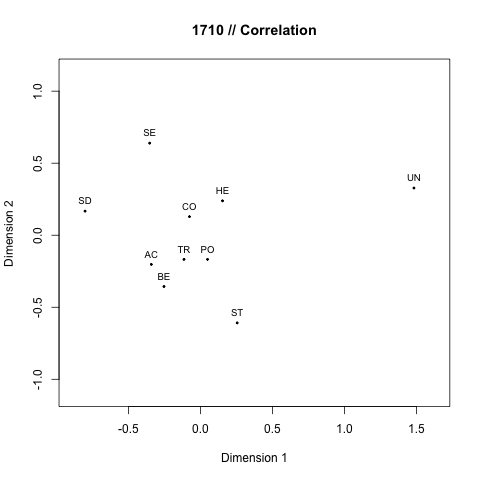 1710 // Correlation
Dimension 2
1.0
0.5
0.0
-0.5
-1.0
SE
UN
HE
SD
CO
TR
PO
AC
BE
ST
-0.5
0.0
0.5
1.0
1.5
Dimension 1